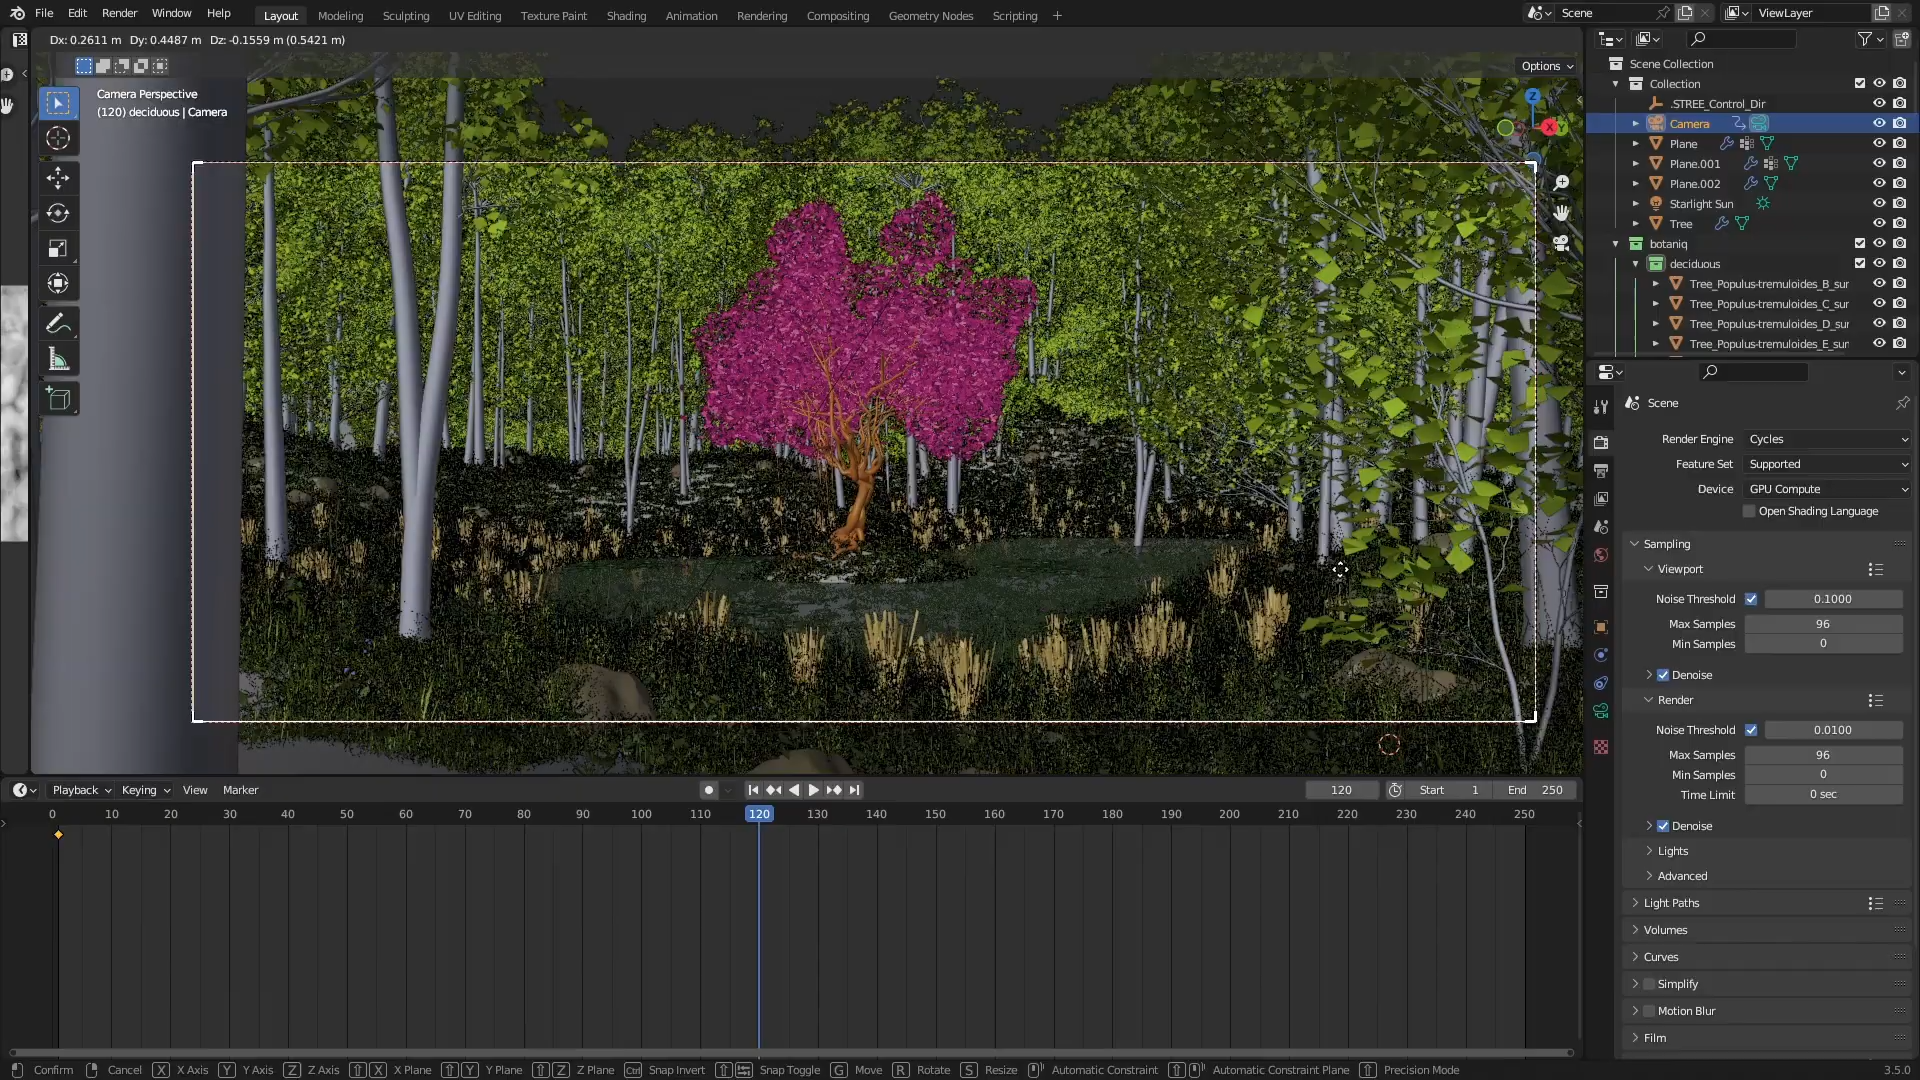 File Edit Render Window Help Layout Modeling Sculpting UV Editing Texture Paint Shading Animation Rendering Compositing Geometry Nodes Scripting + Scene ViewLayer
Dx: 0.2611 m Dy: 0.4487 m Dz: -0.1559 m (0.5421 m)
Options
Camera Perspective
(120) deciduous | Camera
Z
X
Y
Scene Collection
Collection
.STREE_Control_Dir
Camera
Plane
Plane.001
Plane.002
Starlight Sun
Tree
botaniq
deciduous
Tree_Populus-tremuloides_B_sur
Tree_Populus-tremuloides_C_sur
Tree_Populus-tremuloides_D_sur
Tree_Populus-tremuloides_E_sur
Scene
Render Engine Cycles
Feature Set Supported
Device GPU Compute
Open Shading Language
Sampling
Viewport
Noise Threshold 0.1000
Max Samples 96
Min Samples 0
Denoise
Render
Noise Threshold 0.0100
Max Samples 96
Min Samples 0
Time Limit 0 sec
Denoise
Lights
Advanced
Light Paths
Volumes
Curves
Simplify
Motion Blur
Film
Playback Keying View Marker 120 Start 1 End 250
0 10 20 30 40 50 60 70 80 90 100 110 120 130 140 150 160 170 180 190 200 210 220 230 240 250
Confirm Cancel X X Axis Y Y Axis Z Z Axis X X Plane Y Y Plane Z Z Plane Ctrl Snap Invert Snap Toggle G Move R Rotate S Resize Automatic Constraint Automatic Constraint Plane Precision Mode 3.5.0